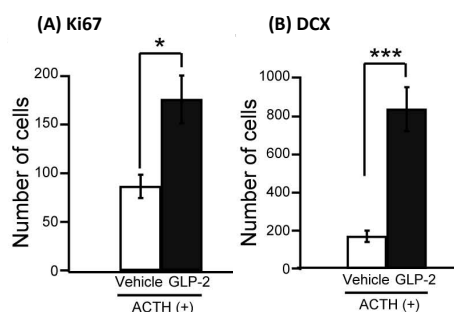 (A) Ki67
*
200
150
100
50
0
Number of cells
Vehicle GLP-2
ACTH (+)
(B) DCX
***
1000
800
600
400
200
0
Number of cells
Vehicle GLP-2
ACTH (+)